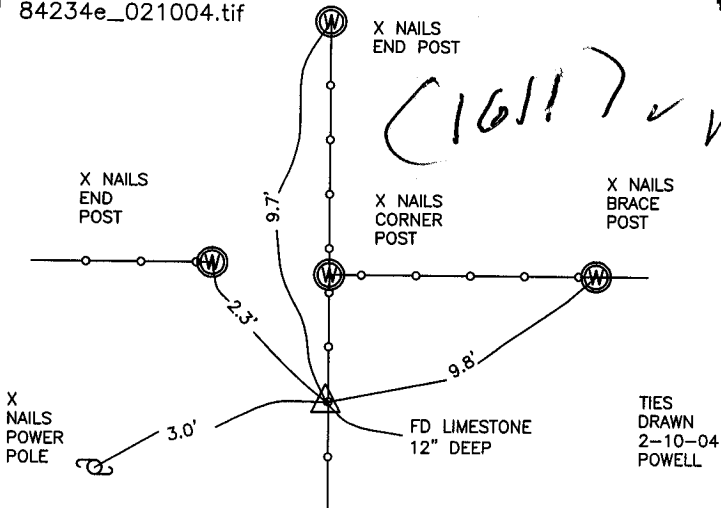 84234e_021004.tif
X NAILS
END POST
W
(1611)
X NAILS
END
POST
X NAILS
CORNER
POST
X NAILS
BRACE
POST
9.7'
W
W
W
2.3'
9.8'
X
NAILS
POWER
POLE
3.0'
FD LIMESTONE
12" DEEP
TIES
DRAWN
2-10-04
POWELL